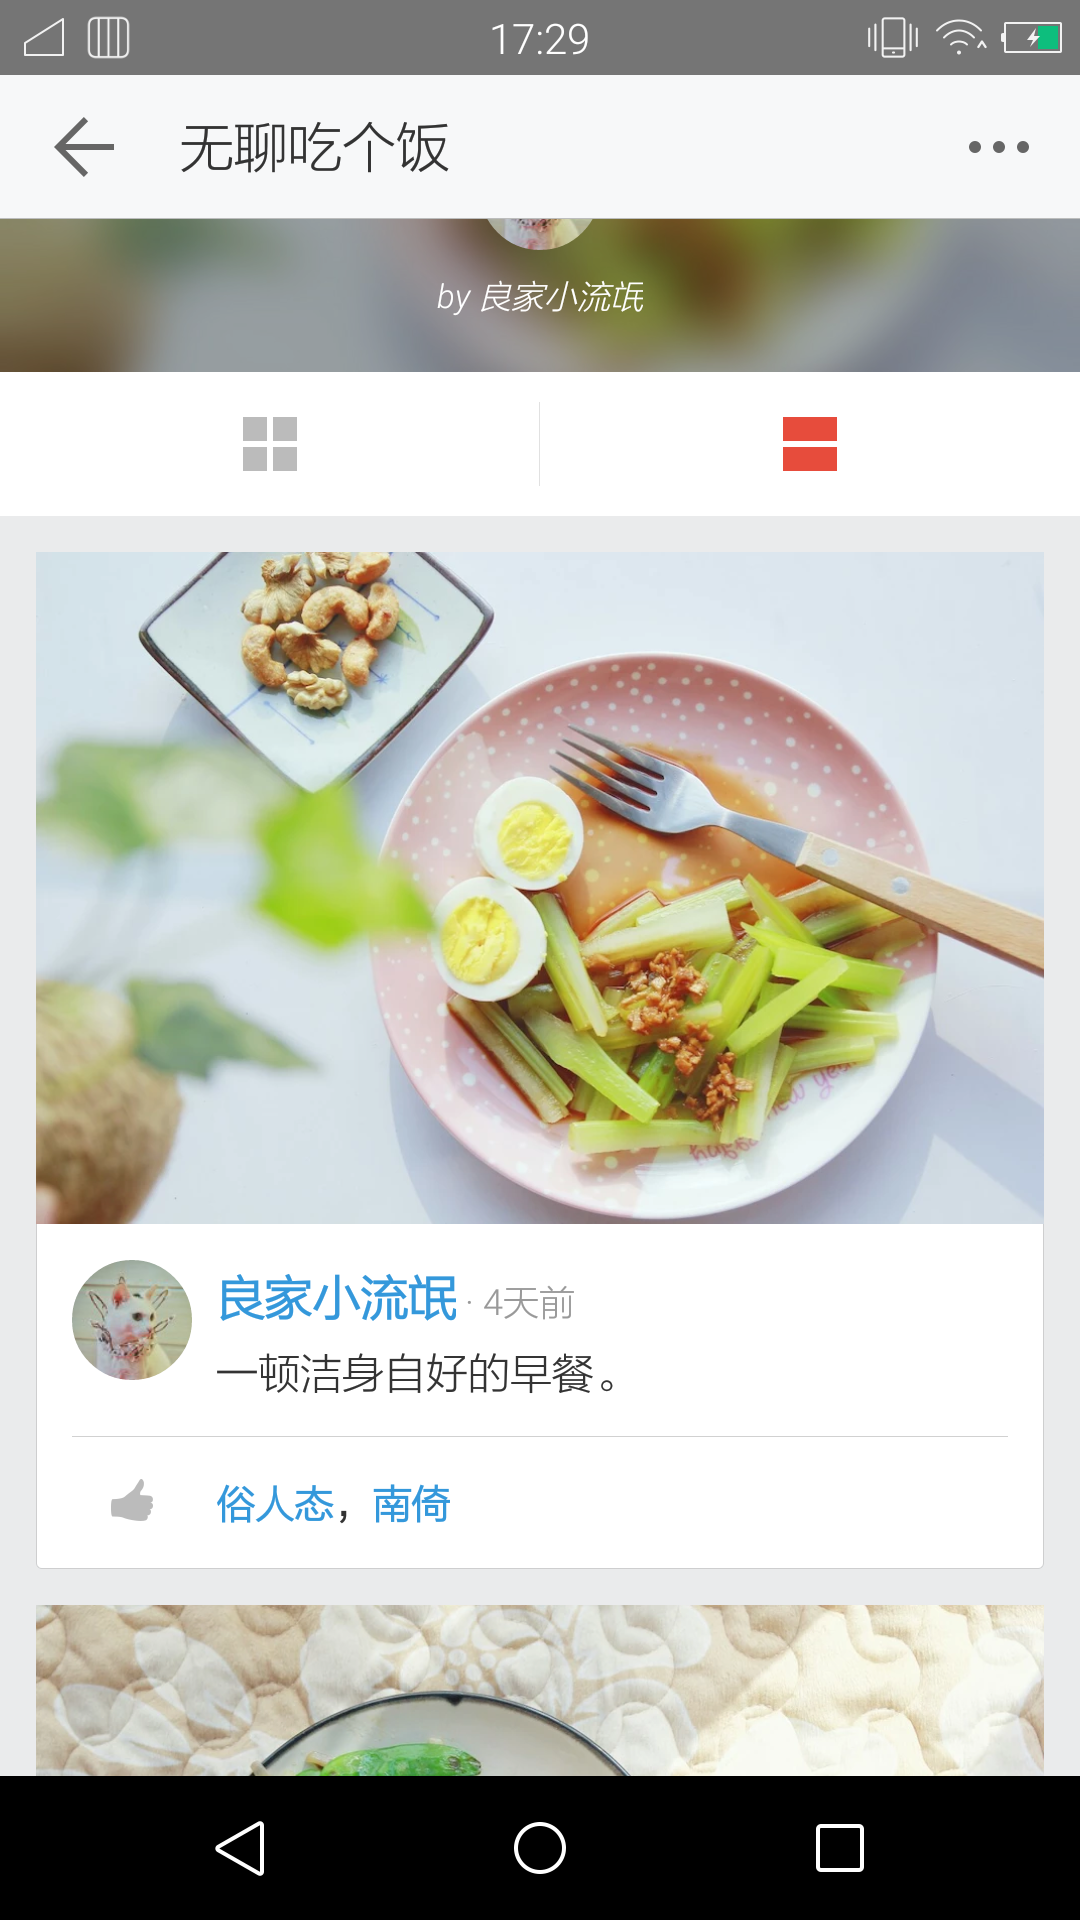 17:29
无聊吃个饭
by 良家小流氓
良家小流氓 · 4天前
一顿洁身自好的早餐。
俗人态，南倚